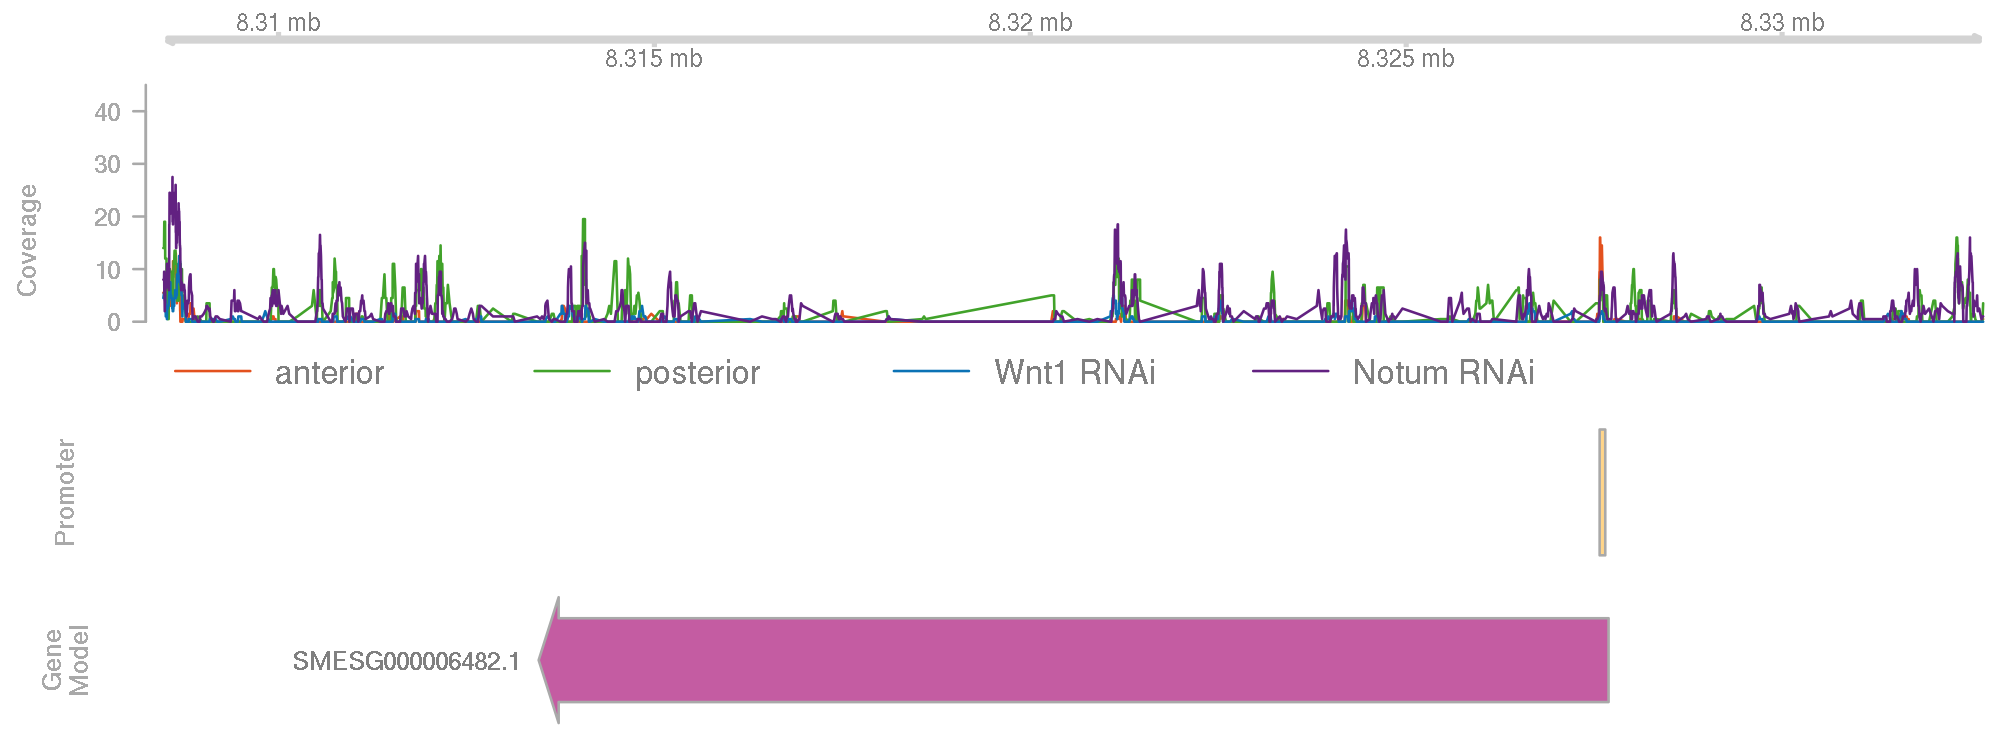 8.31 mb 8.32 mb 8.33 mb
8.315 mb 8.325 mb
Coverage
40
30
20
10
0
anterior posterior Wnt1 RNAi Notum RNAi
Promoter
Gene
Model
SMESG000006482.1